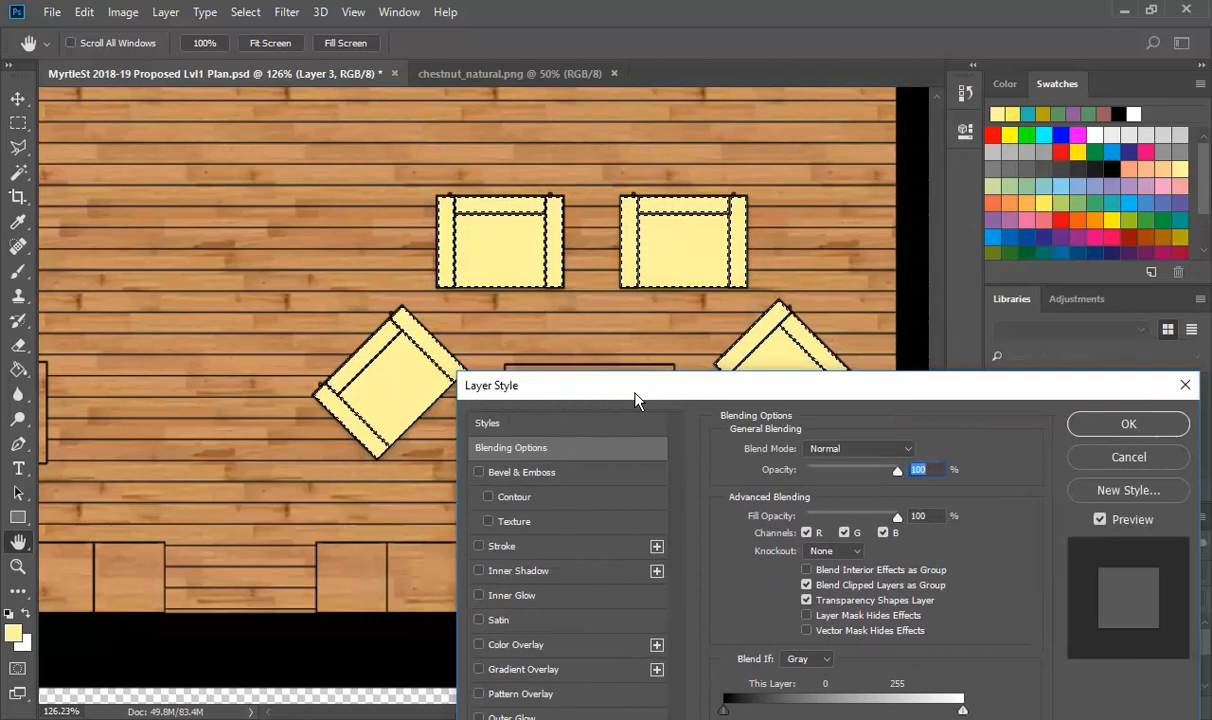 Ps File Edit Image Layer Type Select Filter 3D View Window Help
Scroll All Windows 100% Fit Screen Fill Screen
MyrtleSt 2018-19 Proposed Lvl1 Plan.psd @ 126% (Layer 3, RGB/8) * × chestnut_natural.png @ 50% (RGB/8) ×
Color Swatches
Libraries Adjustments
Layer Style
Styles
Blending Options
Bevel & Emboss
Contour
Texture
Stroke
Inner Shadow
Inner Glow
Satin
Color Overlay
Gradient Overlay
Pattern Overlay
Outer Glow
Blending Options
General Blending
Blend Mode: Normal
Opacity: 100 %
Advanced Blending
Fill Opacity: 100 %
Channels: R G B
Knockout: None
Blend Interior Effects as Group
Blend Clipped Layers as Group
Transparency Shapes Layer
Layer Mask Hides Effects
Vector Mask Hides Effects
Blend If: Gray
This Layer: 0 255
OK
Cancel
New Style...
Preview
126.23% Doc: 49.8M/83.4M